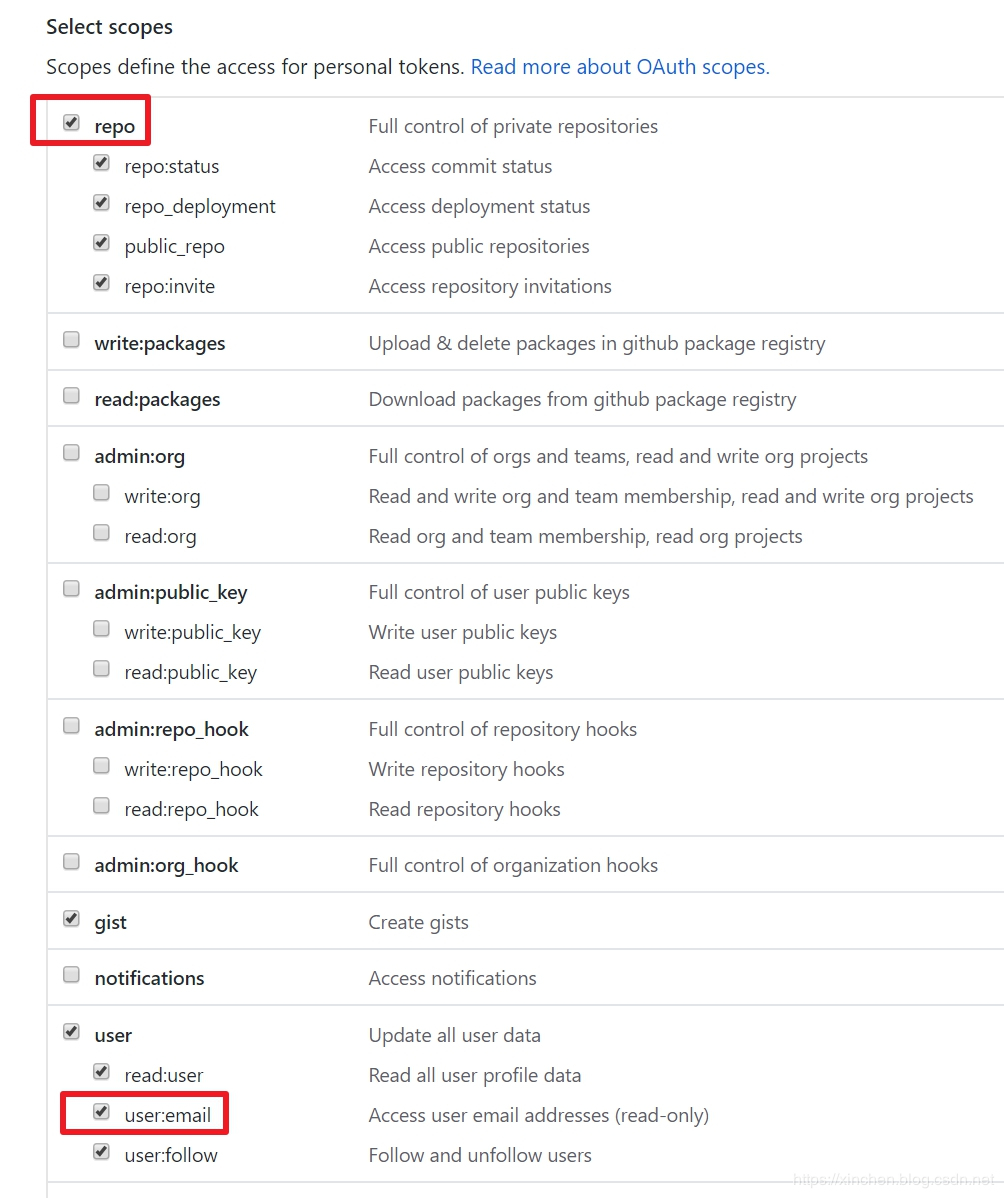 Select scopes
Scopes define the access for personal tokens. Read more about OAuth scopes.
repo Full control of private repositories
repo:status Access commit status
repo_deployment Access deployment status
public_repo Access public repositories
repo:invite Access repository invitations
write:packages Upload & delete packages in github package registry
read:packages Download packages from github package registry
admin:org Full control of orgs and teams, read and write org projects
write:org Read and write org and team membership, read and write org projects
read:org Read org and team membership, read org projects
admin:public_key Full control of user public keys
write:public_key Write user public keys
read:public_key Read user public keys
admin:repo_hook Full control of repository hooks
write:repo_hook Write repository hooks
read:repo_hook Read repository hooks
admin:org_hook Full control of organization hooks
gist Create gists
notifications Access notifications
user Update all user data
read:user Read all user profile data
user:email Access user email addresses (read-only)
user:follow Follow and unfollow users
https://xinchen.blog.csdn.net